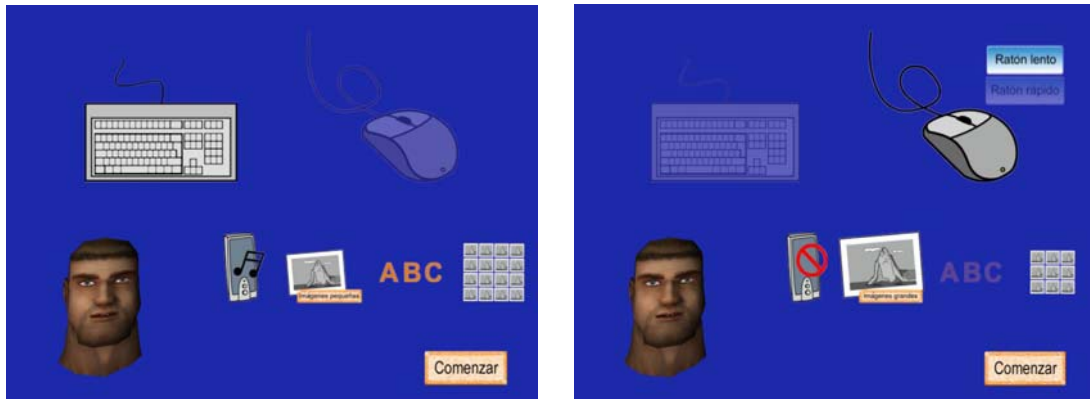 Imágenes pequeñas
ABC
Comenzar
Ratón lento
Ratón rápido
Imágenes grandes
ABC
Comenzar